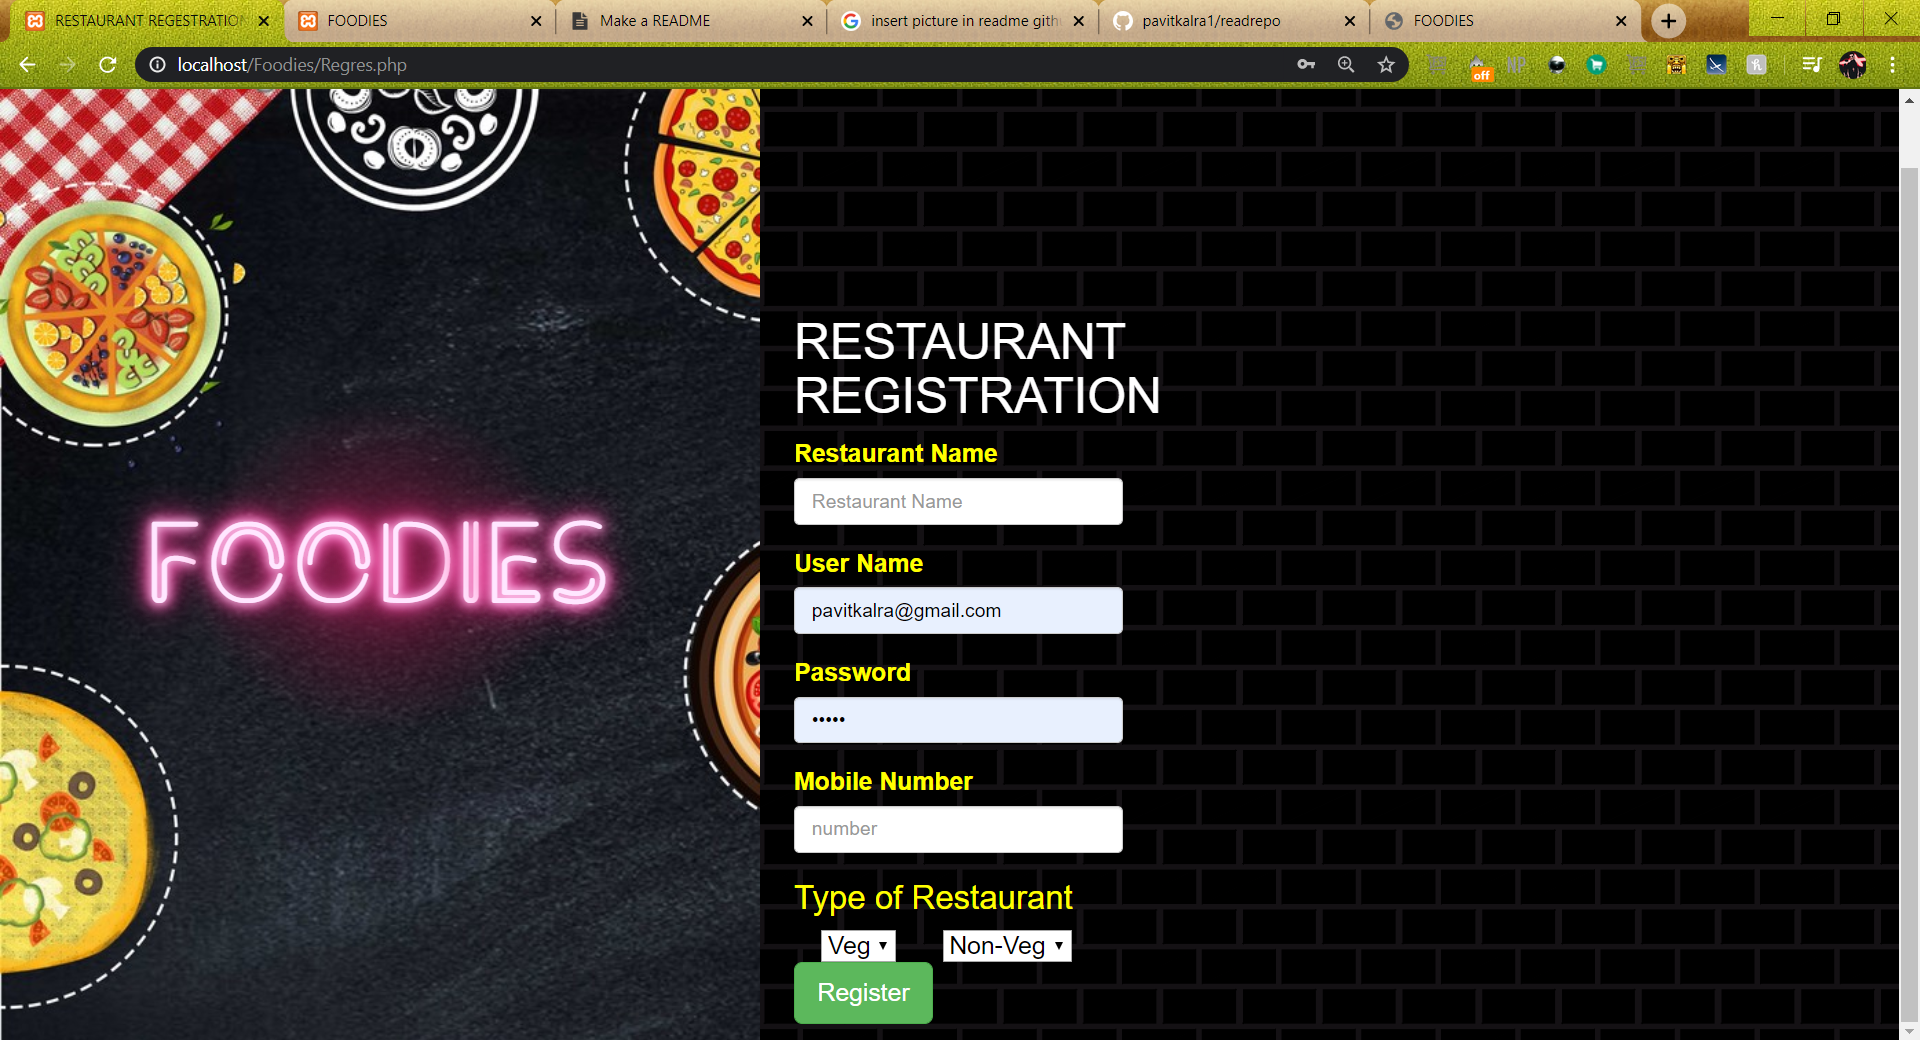 RESTAURANT REGESTRATION
FOODIES
Make a README
insert picture in readme gith
pavitkalra1/readrepo
FOODIES
localhost/Foodies/Regres.php
off
FOODIES
RESTAURANT
REGISTRATION
Restaurant Name
Restaurant Name
User Name
pavitkalra@gmail.com
Password
•••••
Mobile Number
number
Type of Restaurant
Veg Non-Veg
Register